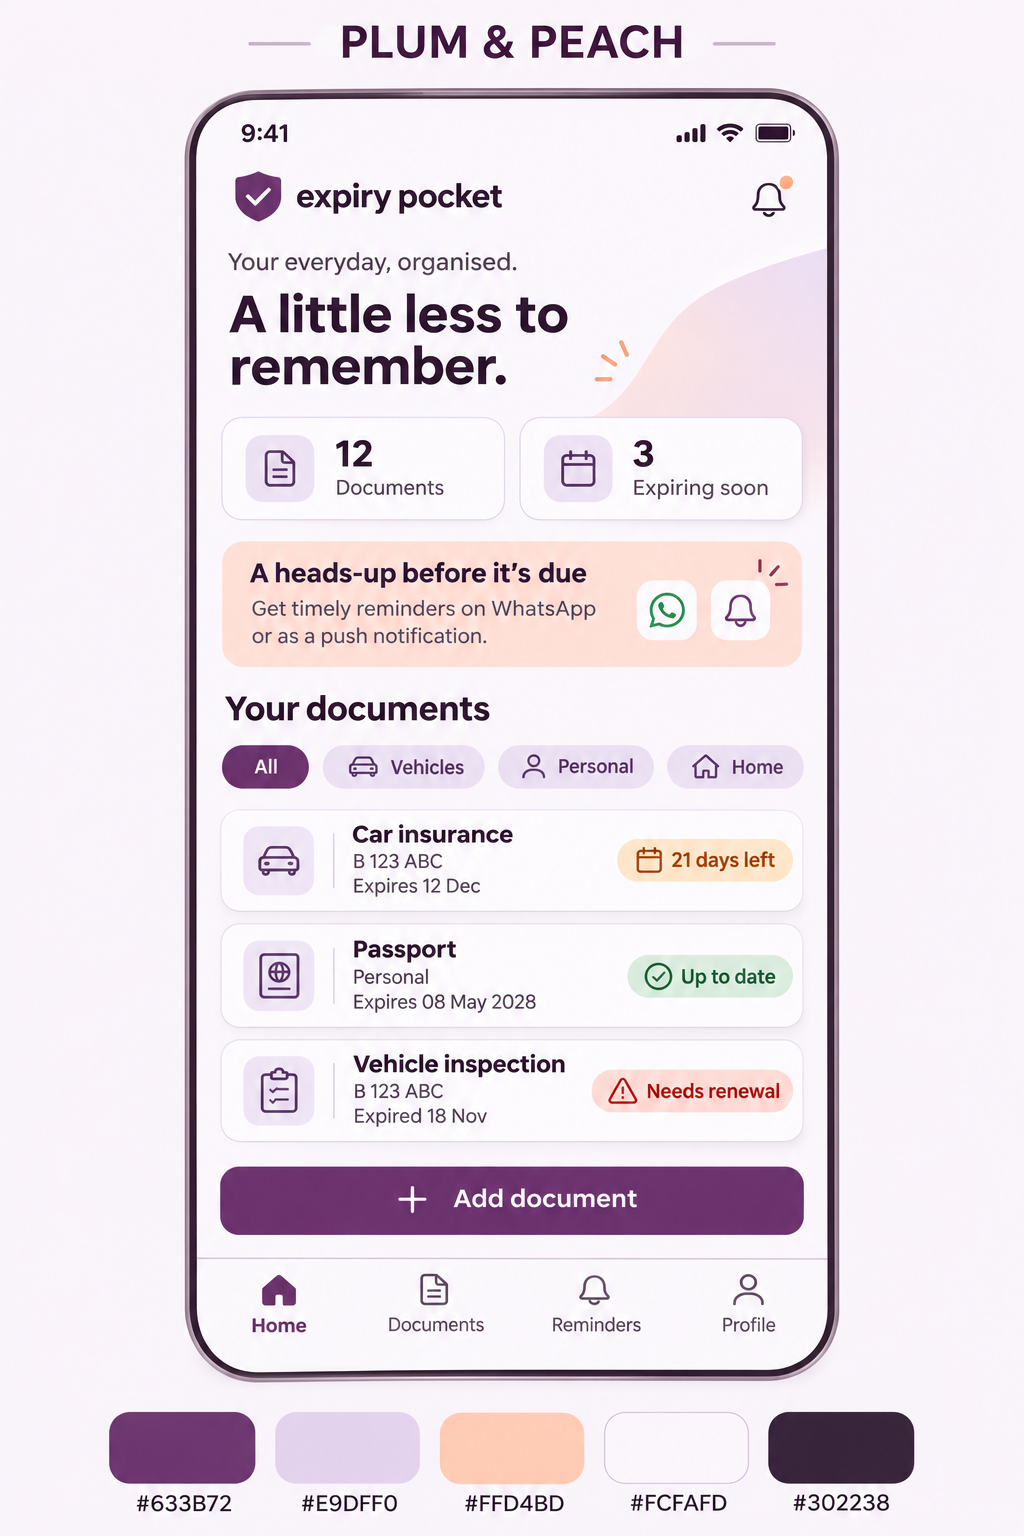 PLUM & PEACH
9:41
expiry pocket
Your everyday, organised.
A little less to
remember.
12
Documents
3
Expiring soon
A heads-up before it's due
Get timely reminders on WhatsApp
or as a push notification.
Your documents
All
Vehicles
Personal
Home
Car insurance
B 123 ABC
Expires 12 Dec
21 days left
Passport
Personal
Expires 08 May 2028
Up to date
Vehicle inspection
B 123 ABC
Expired 18 Nov
Needs renewal
Add document
Home
Documents
Reminders
Profile
#633B72
#E9DFF0
#FFD4BD
#FCFAFD
#302238